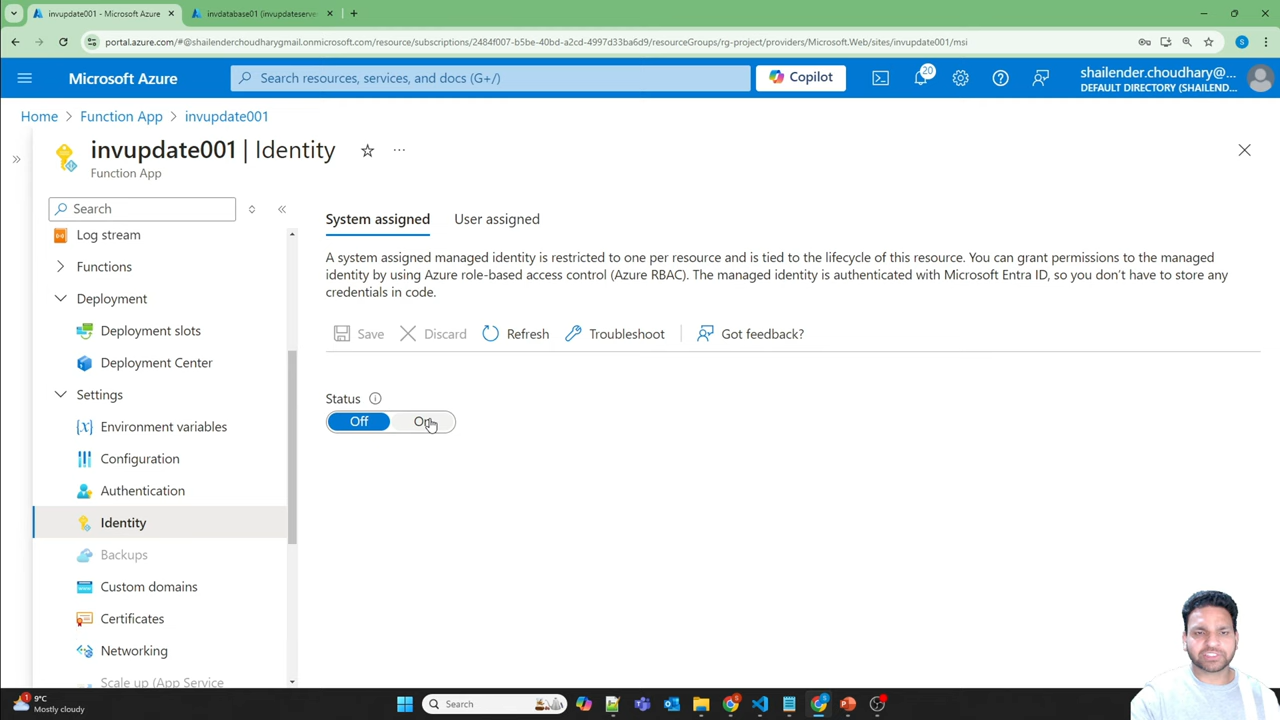 invupdate001 - Microsoft Azure
invdatabase01 (invupdateserve
portal.azure.com/#@shailenderchoudharygmail.onmicrosoft.com/resource/subscriptions/2484f007-b5be-40bd-a2cd-4997d33ba6d9/resourceGroups/rg-project/providers/Microsoft.Web/sites/invupdate001/msi
S
Microsoft Azure
Search resources, services, and docs (G+/)
Copilot
20
shailender.choudhary@...
DEFAULT DIRECTORY (SHAILEND...
Home > Function App > invupdate001
invupdate001 | Identity
Function App
Search
Log stream
Functions
Deployment
Deployment slots
Deployment Center
Settings
Environment variables
Configuration
Authentication
Identity
Backups
Custom domains
Certificates
Networking
Scale up (App Service
System assigned
User assigned
A system assigned managed identity is restricted to one per resource and is tied to the lifecycle of this resource. You can grant permissions to the managed
identity by using Azure role-based access control (Azure RBAC). The managed identity is authenticated with Microsoft Entra ID, so you don't have to store any
credentials in code.
Save
Discard
Refresh
Troubleshoot
Got feedback?
Status
Off
On
1
9°C
Mostly cloudy
Search